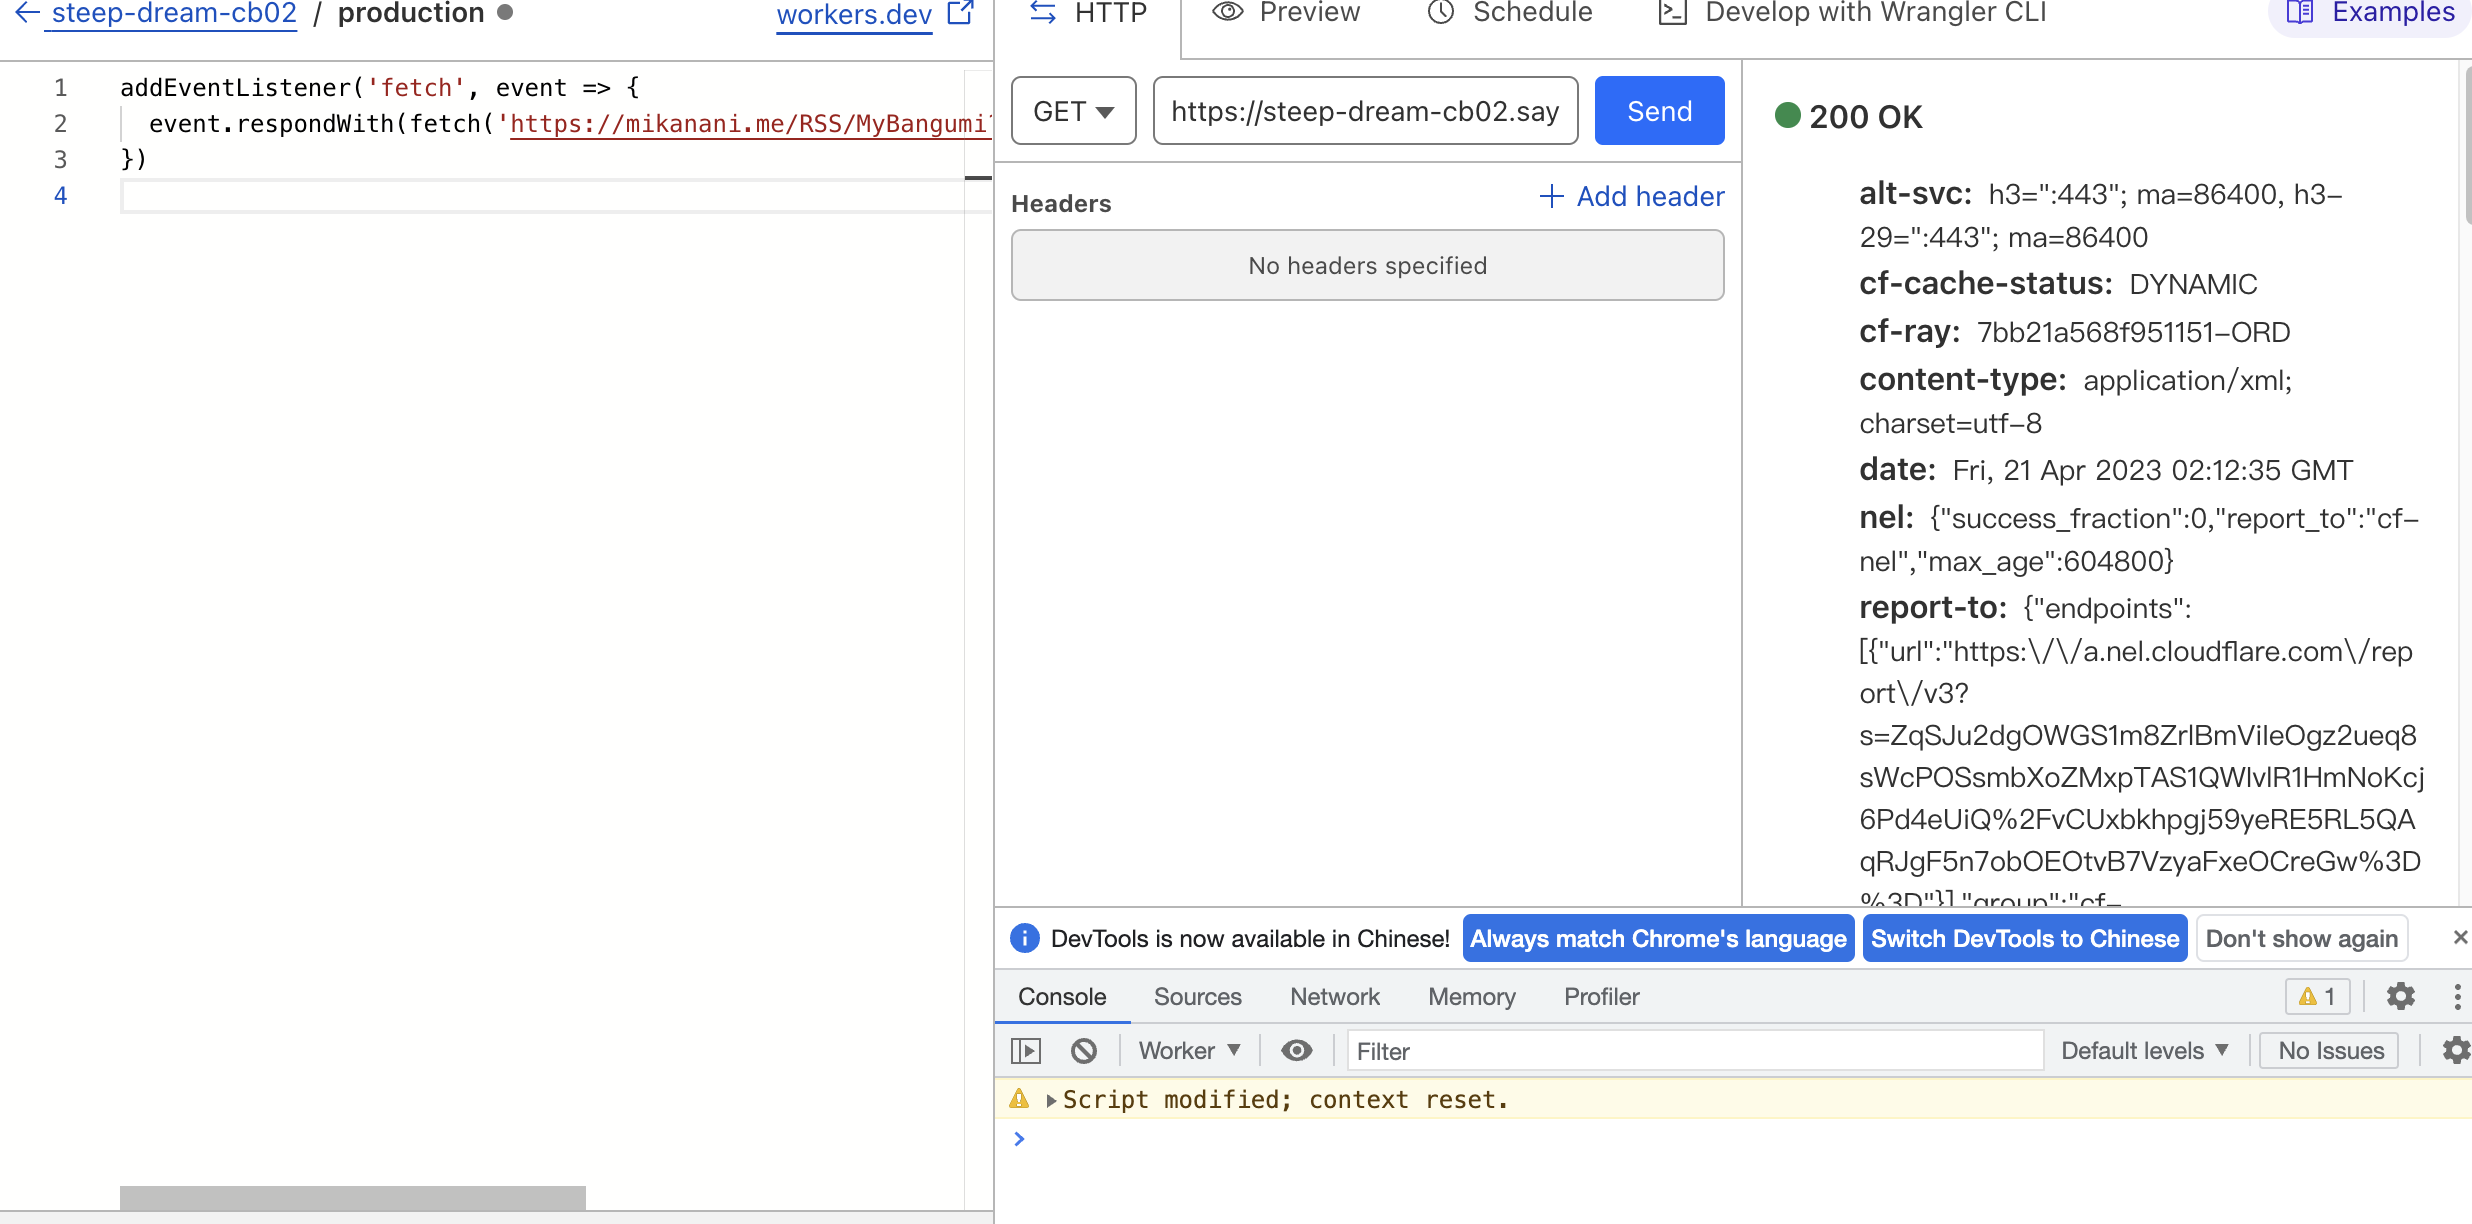 steep-dream-cb02 / production
workers.dev
1 addEventListener('fetch', event => {
2 event.respondWith(fetch('https://mikanani.me/RSS/MyBangumi?
3 })
4
HTTP
Preview
Schedule
Develop with Wrangler CLI
Examples
GET
https://steep-dream-cb02.say
Send
Headers
Add header
No headers specified
200 OK
alt-svc: h3=":443"; ma=86400, h3-
29=":443"; ma=86400
cf-cache-status: DYNAMIC
cf-ray: 7bb21a568f951151-ORD
content-type: application/xml;
charset=utf-8
date: Fri, 21 Apr 2023 02:12:35 GMT
nel: {"success_fraction":0,"report_to":"cf-
nel","max_age":604800}
report-to: {"endpoints":
[{"url":"https:\/\/a.nel.cloudflare.com\/rep
ort\/v3?
s=ZqSJu2dgOWGS1m8ZrlBmVileOgz2ueq8
sWcPOSsmbXoZMxpTAS1QWIvlR1HmNoKcj
6Pd4eUiQ%2FvCUxbkhpgj59yeRE5RL5QA
qRJgF5n7obOEOtvB7VzyaFxeOCreGw%3D
%3D"}],"group":"cf-
DevTools is now available in Chinese!
Always match Chrome's language
Switch DevTools to Chinese
Don't show again
×
Console
Sources
Network
Memory
Profiler
1
Worker
Filter
Default levels
No Issues
Script modified; context reset.